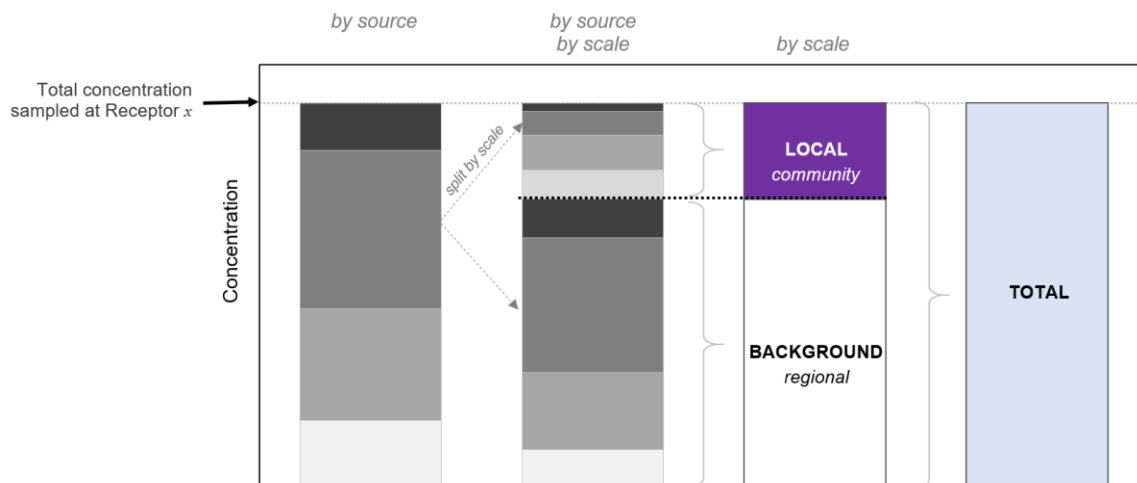 by source
by source
by scale
by scale
Total concentration
sampled at Receptor x
Concentration
split by scale
LOCAL
community
BACKGROUND
regional
TOTAL